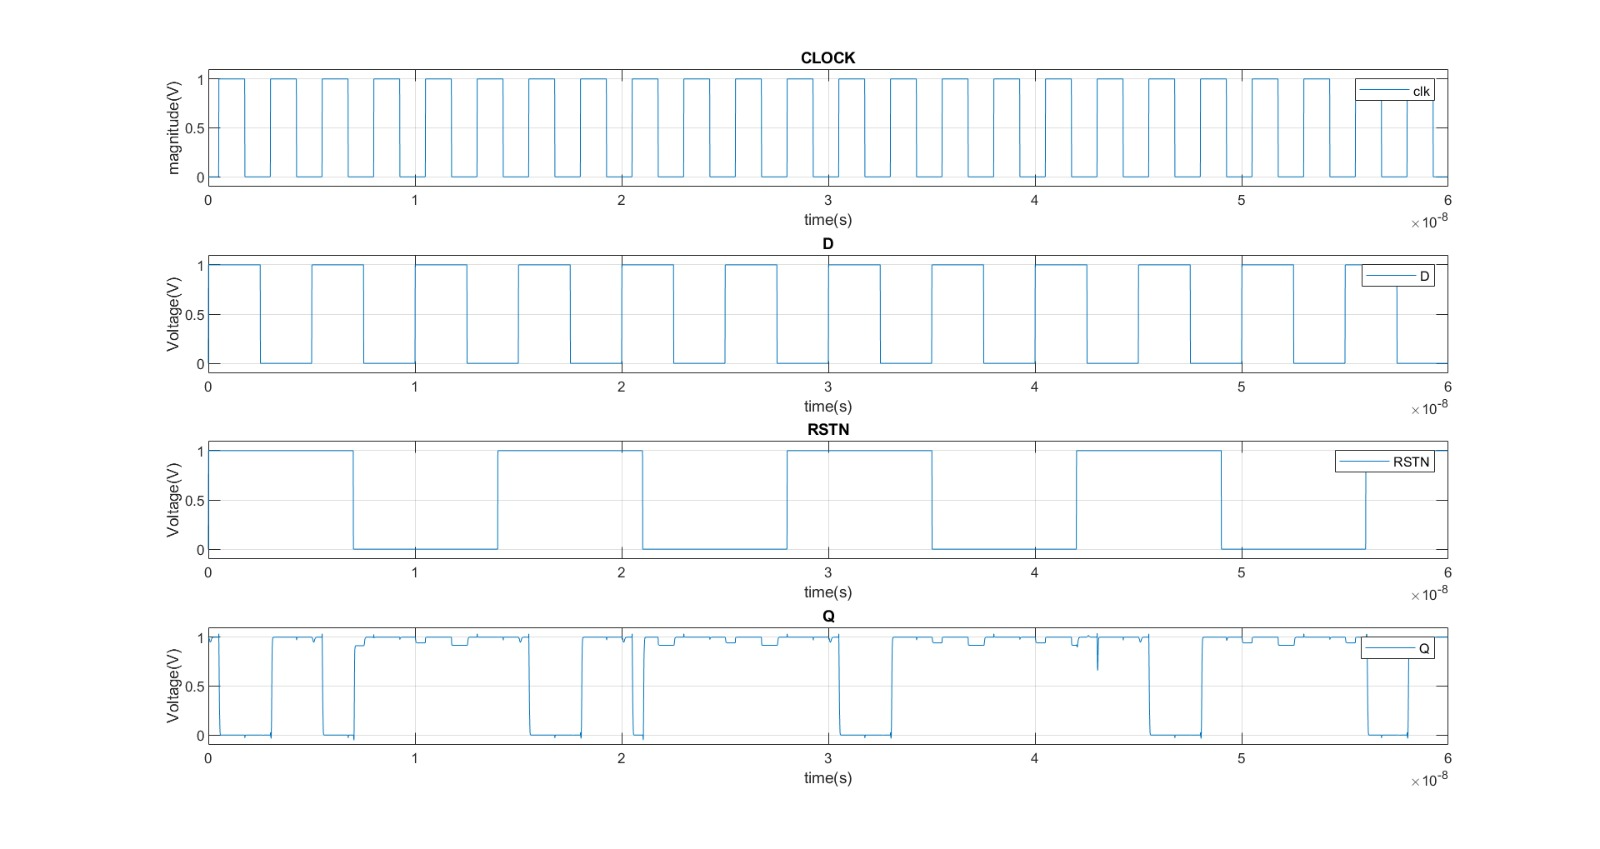 CLOCK
magnitude(V)
1
0.5
0
clk
0 1 2 3 4 5 6
time(s)
×10-8
D
Voltage(V)
1
0.5
0
D
0 1 2 3 4 5 6
time(s)
×10-8
RSTN
Voltage(V)
1
0.5
0
RSTN
0 1 2 3 4 5 6
time(s)
×10-8
Q
Voltage(V)
1
0.5
0
Q
0 1 2 3 4 5 6
time(s)
×10-8